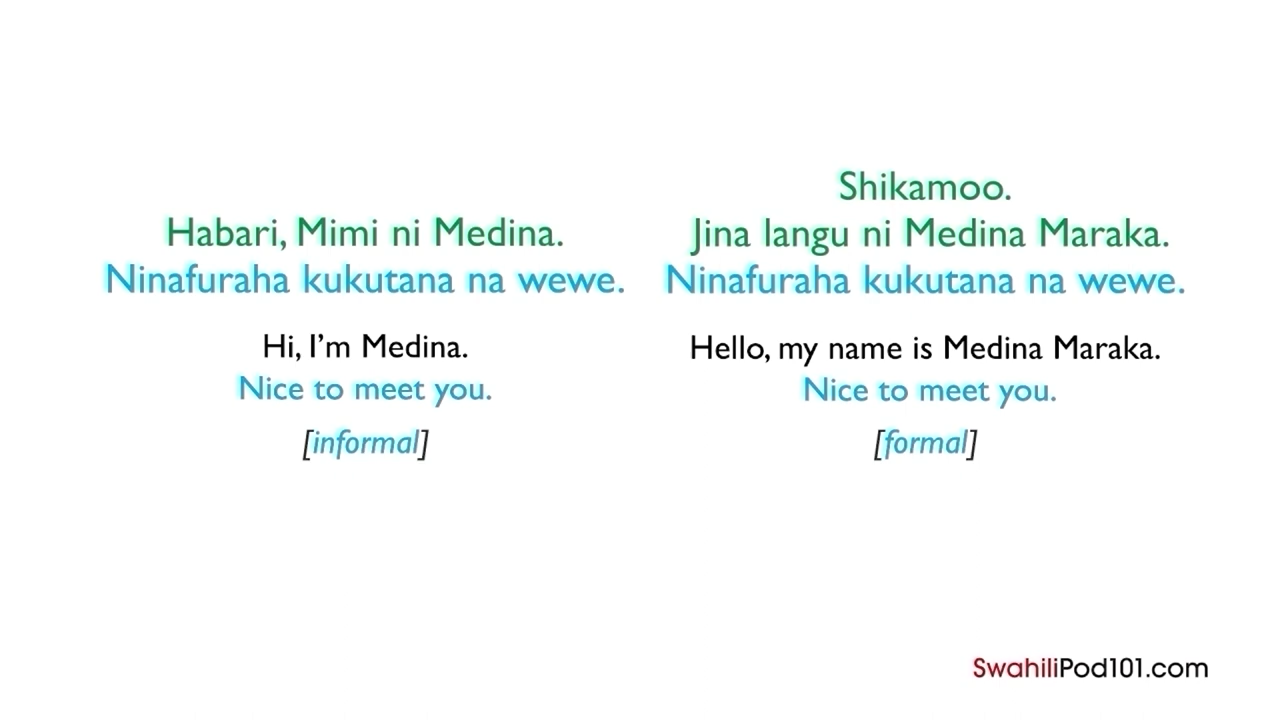 Habari, Mimi ni Medina.
Ninafuraha kukutana na wewe.
Hi, I'm Medina.
Nice to meet you.
[informal]
Shikamoo.
Jina langu ni Medina Maraka.
Ninafuraha kukutana na wewe.
Hello, my name is Medina Maraka.
Nice to meet you.
[formal]
SwahiliPod101.com